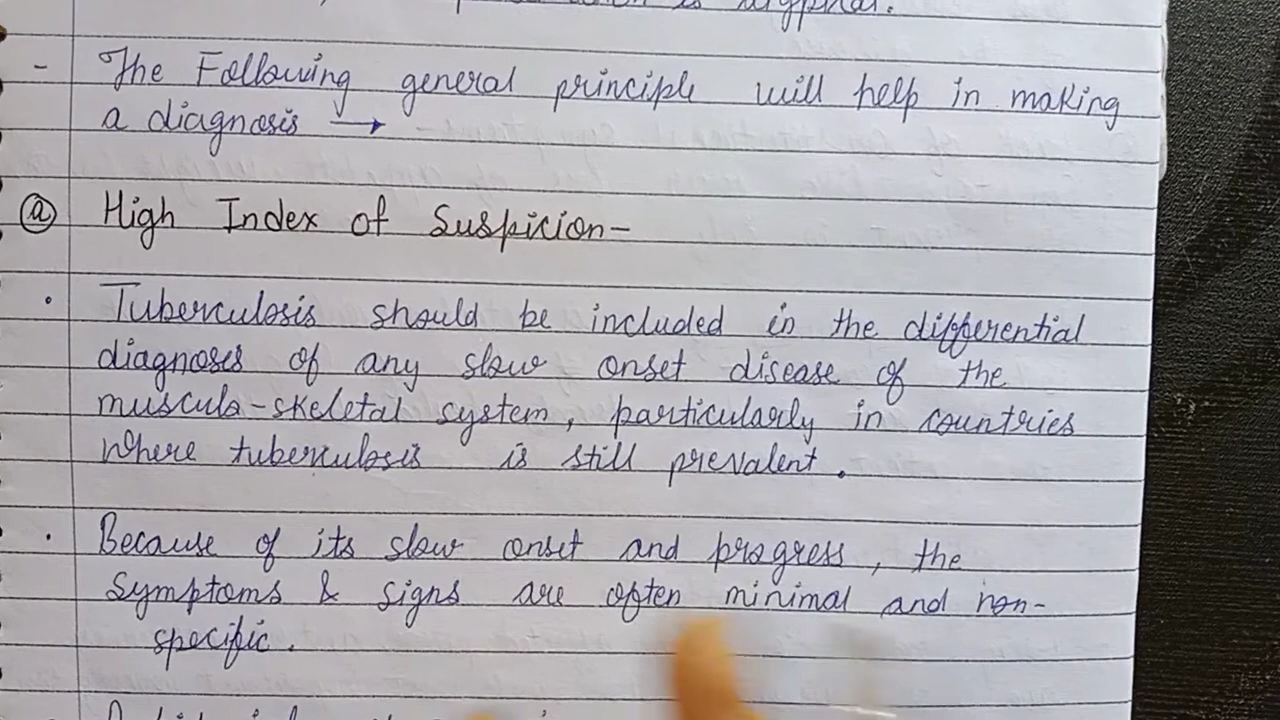 is atypical.
- The Following general principle will help in making
a diagnosis →
ⓐ High Index of Suspicion-
• Tuberculosis should be included in the differential
diagnoses of any slow onset disease of the
musculo-skeletal system, particularly in countries
where tuberculosis is still prevalent.
• Because of its slow onset and progress, the
symptoms & signs are often minimal and non-
specific.